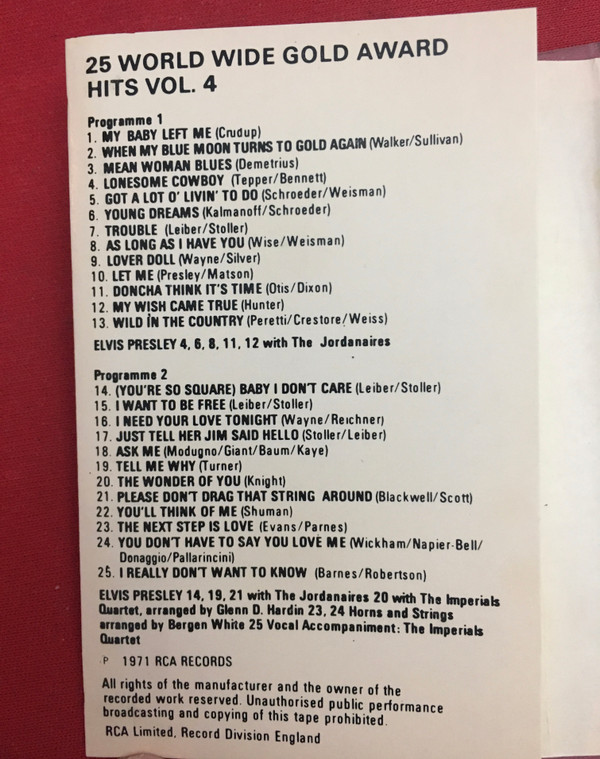 25 WORLD WIDE GOLD AWARD
HITS VOL. 4
Programme 1
1. MY BABY LEFT ME (Crudup)
2. WHEN MY BLUE MOON TURNS TO GOLD AGAIN (Walker/Sullivan)
3. MEAN WOMAN BLUES (Demetrius)
4. LONESOME COWBOY (Tepper/Bennett)
5. GOT A LOT O' LIVIN' TO DO (Schroeder/Weisman)
6. YOUNG DREAMS (Kalmanoff/Schroeder)
7. TROUBLE (Leiber/Stoller)
8. AS LONG AS I HAVE YOU (Wise/Weisman)
9. LOVER DOLL (Wayne/Silver)
10. LET ME (Presley/Matson)
11. DONCHA THINK IT'S TIME (Otis/Dixon)
12. MY WISH CAME TRUE (Hunter)
13. WILD IN THE COUNTRY (Peretti/Crestore/Weiss)
ELVIS PRESLEY 4, 6, 8, 11, 12 with The Jordanaires
Programme 2
14. (YOU'RE SO SQUARE) BABY I DON'T CARE (Leiber/Stoller)
15. I WANT TO BE FREE (Leiber/Stoller)
16. I NEED YOUR LOVE TONIGHT (Wayne/Reichner)
17. JUST TELL HER JIM SAID HELLO (Stoller/Leiber)
18. ASK ME (Modugno/Giant/Baum/Kaye)
19. TELL ME WHY (Turner)
20. THE WONDER OF YOU (Knight)
21. PLEASE DON'T DRAG THAT STRING AROUND (Blackwell/Scott)
22. YOU'LL THINK OF ME (Shuman)
23. THE NEXT STEP IS LOVE (Evans/Parnes)
24. YOU DON'T HAVE TO SAY YOU LOVE ME (Wickham/Napier-Bell/
Donaggio/Pallarincini)
25. I REALLY DON'T WANT TO KNOW (Barnes/Robertson)
ELVIS PRESLEY 14, 19, 21 with The Jordanaires 20 with The Imperials
Quartet, arranged by Glenn D. Hardin 23, 24 Horns and Strings
arranged by Bergen White 25 Vocal Accompaniment: The Imperials
Quartet
P 1971 RCA RECORDS
All rights of the manufacturer and the owner of the
recorded work reserved. Unauthorised public performance
broadcasting and copying of this tape prohibited.
RCA Limited, Record Division England